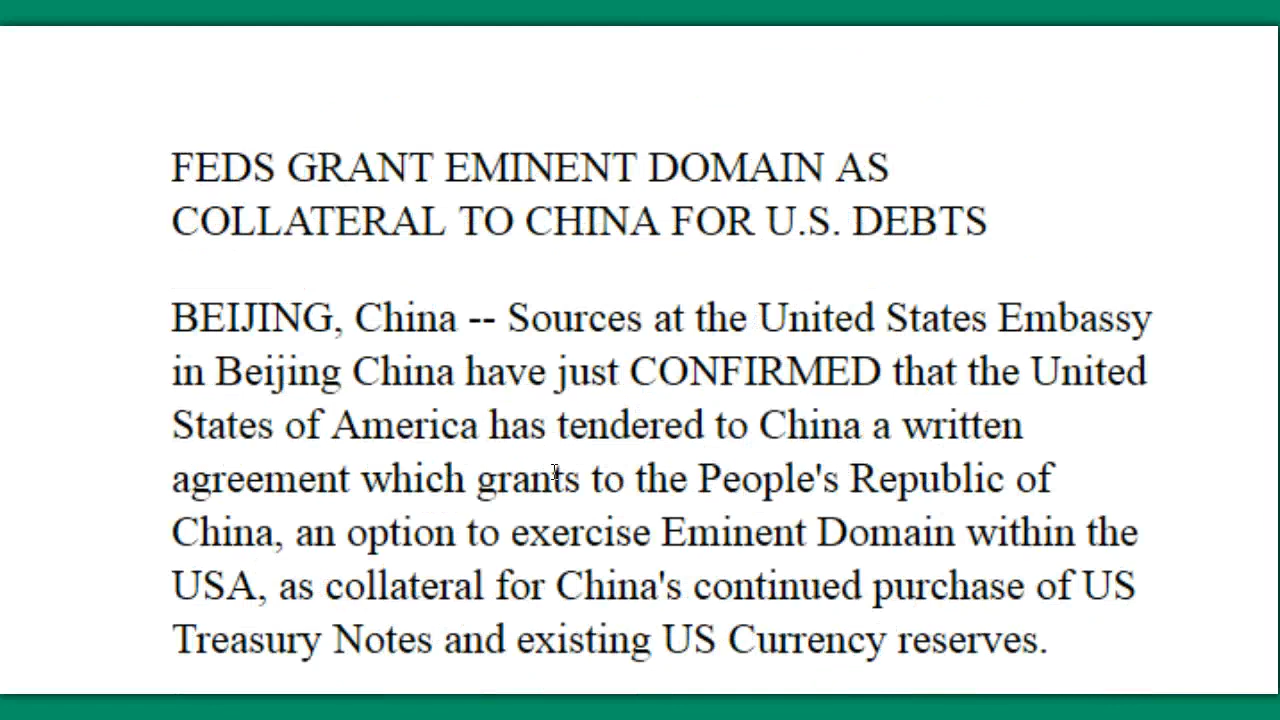 FEDS GRANT EMINENT DOMAIN AS
COLLATERAL TO CHINA FOR U.S. DEBTS
BEIJING, China -- Sources at the United States Embassy
in Beijing China have just CONFIRMED that the United
States of America has tendered to China a written
agreement which grants to the People's Republic of
China, an option to exercise Eminent Domain within the
USA, as collateral for China's continued purchase of US
Treasury Notes and existing US Currency reserves.